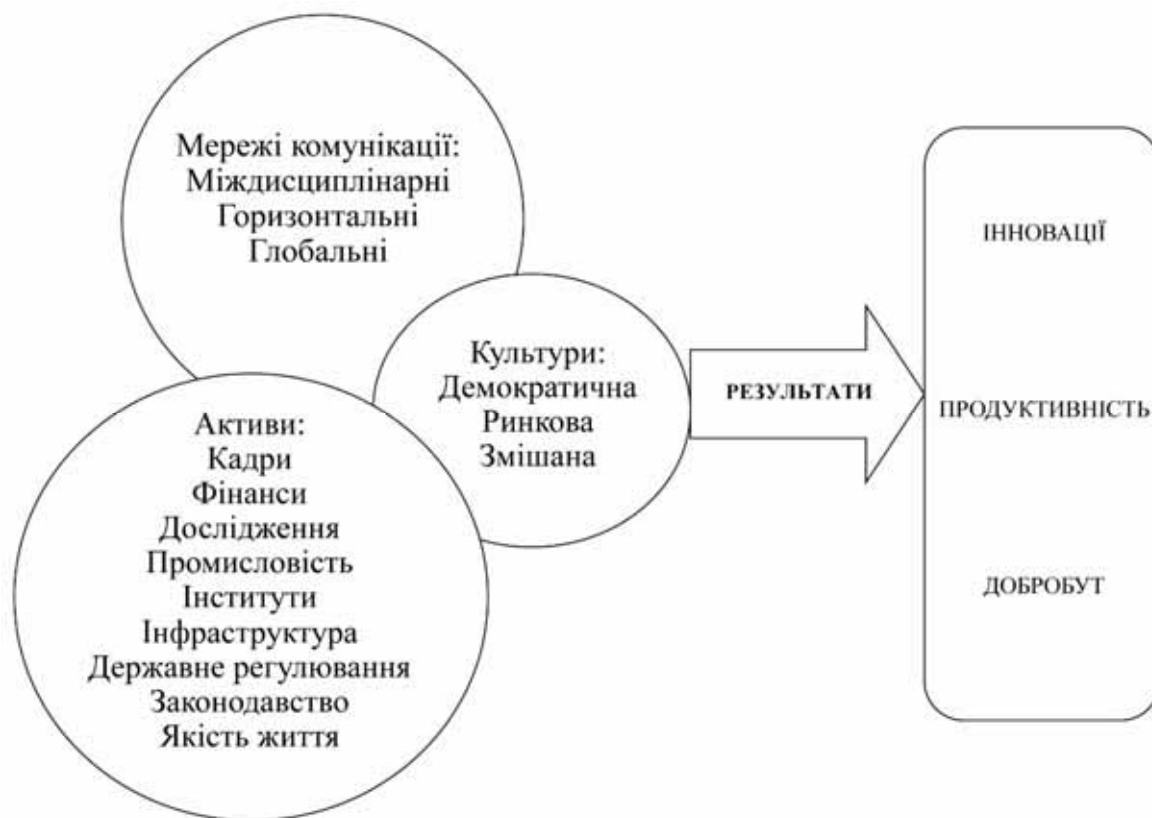 Мережі комунікації:
Міждисциплінарні
Горизонтальні
Глобальні
Культури:
Демократична
Ринкова
Змішана
Активи:
Кадри
Фінанси
Дослідження
Промисловість
Інститути
Інфраструктура
Державне регулювання
Законодавство
Якість життя
РЕЗУЛЬТАТИ
ІННОВАЦІЇ
ПРОДУКТИВНІСТЬ
ДОБРОБУТ